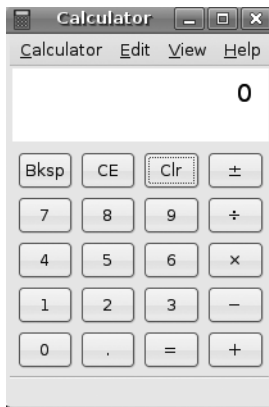 Calculator
Calculator Edit View Help
0
Bksp CE Clr ±
7 8 9 ÷
4 5 6 ×
1 2 3 −
0 . = +